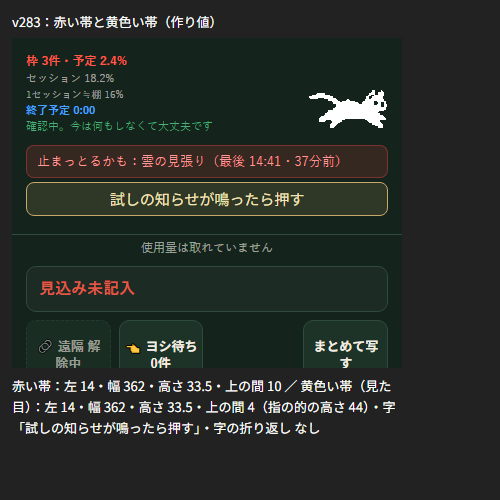 v283：赤い帯と黄色い帯（作り値）
枠 3件・予定 2.4%
セッション 18.2%
1セッション≒棚 16%
終了予定 0:00
確認中。今は何もしなくて大丈夫です
止まっとるかも：雲の見張り（最後 14:41・37分前）
試しの知らせが鳴ったら押す
使用量は取れていません
見込み未記入
🔗 遠隔 解
除中
👈 ヨシ待ち
0件
まとめて写
す
赤い帯：左 14・幅 362・高さ 33.5・上の間 10 ／ 黄色い帯（見た
目）：左 14・幅 362・高さ 33.5・上の間 4（指の的の高さ 44）・字
「試しの知らせが鳴ったら押す」・字の折り返し なし